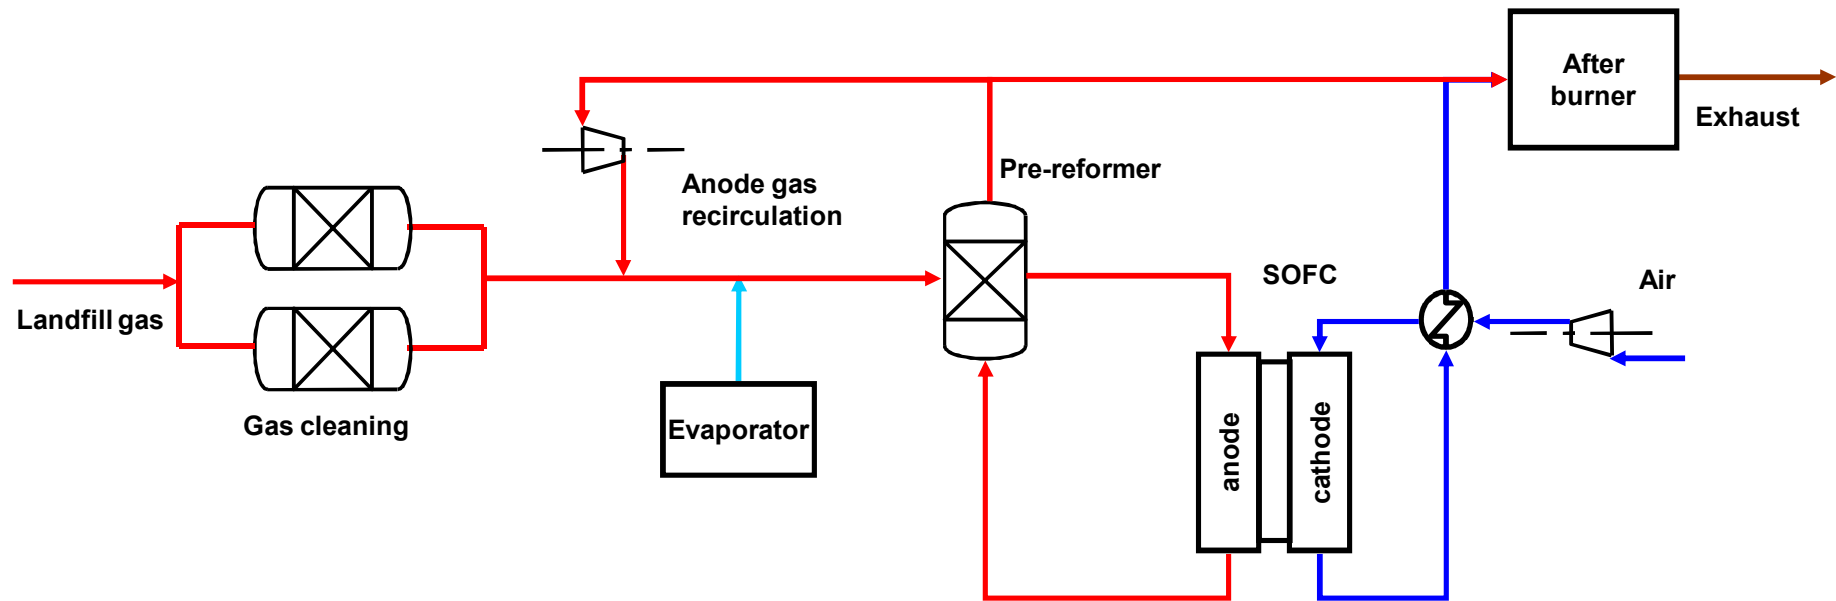 After
burner
Exhaust
Pre-reformer
Anode gas
recirculation
SOFC
Air
Landfill gas
Gas cleaning
Evaporator
anode
cathode